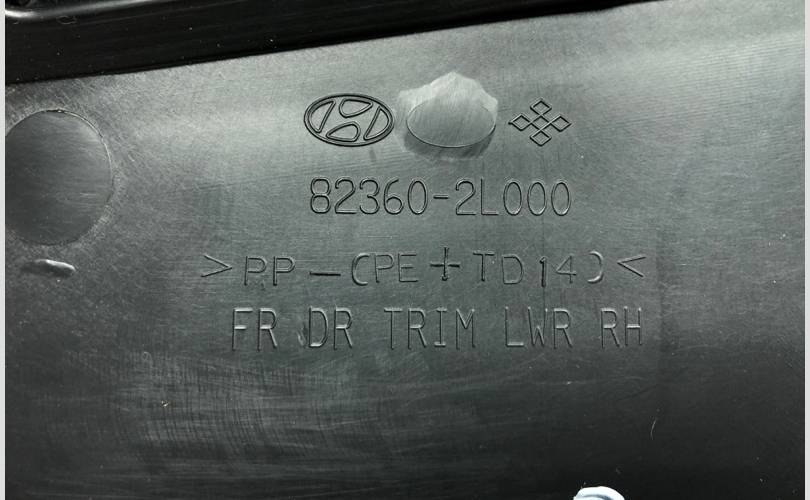 82360-2L000
>PP-(PE+TD14)<
FR DR TRIM LWR RH